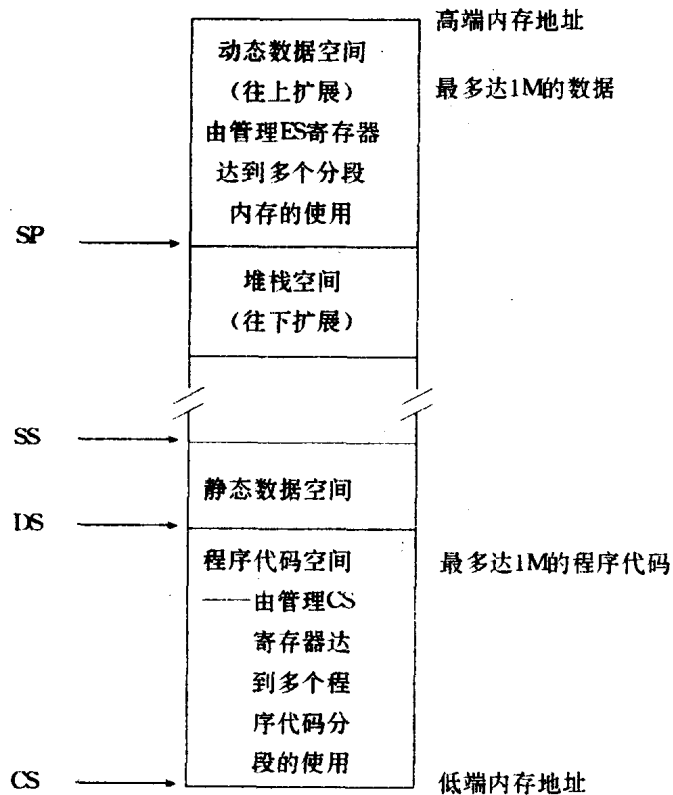 高端内存地址
动态数据空间
（往上扩展）
最多达1M的数据
由管理ES寄存器
达到多个分段
内存的使用
SP
堆栈空间
（往下扩展）
SS
静态数据空间
DS
程序代码空间
最多达1M的程序代码
——由管理CS
寄存器达
到多个程
序代码分
段的使用
CS
低端内存地址